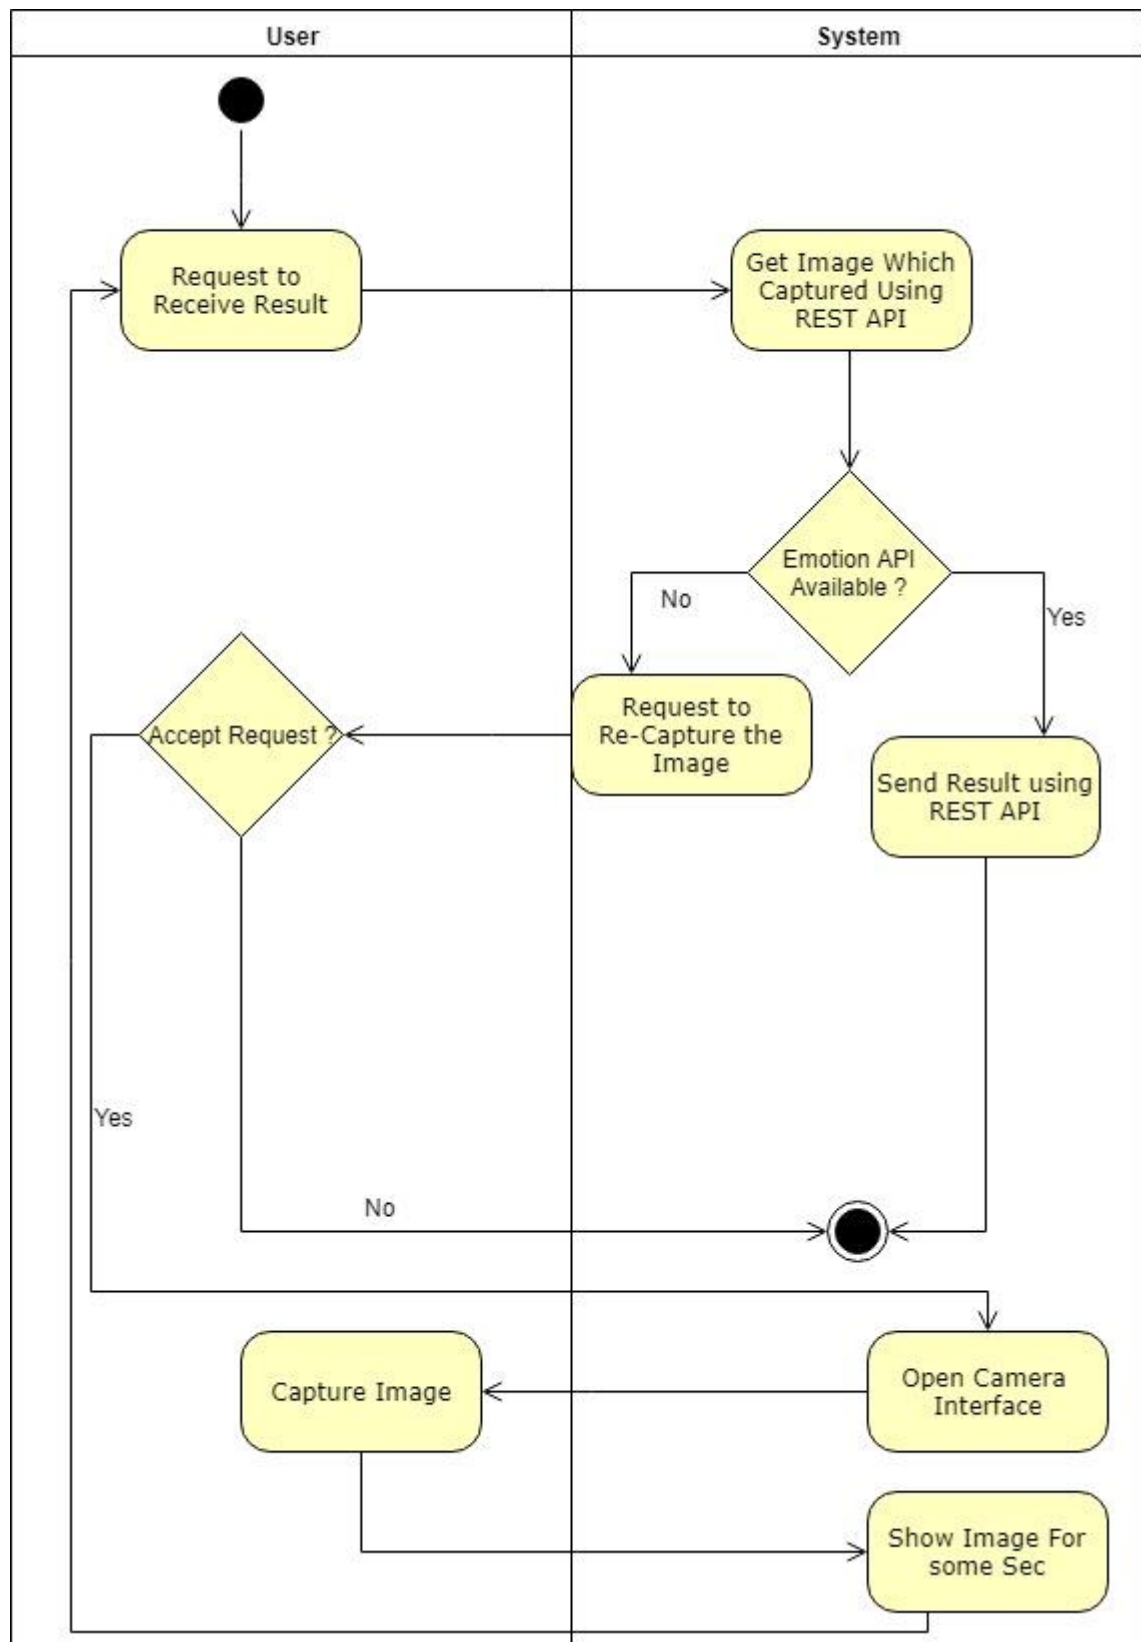 User
System
Request to
Receive Result
Get Image Which
Captured Using
REST API
Emotion API
Available ?
No
Yes
Request to
Re-Capture the
Image
Accept Request ?
Send Result using
REST API
Yes
No
Capture Image
Open Camera
Interface
Show Image For
some Sec